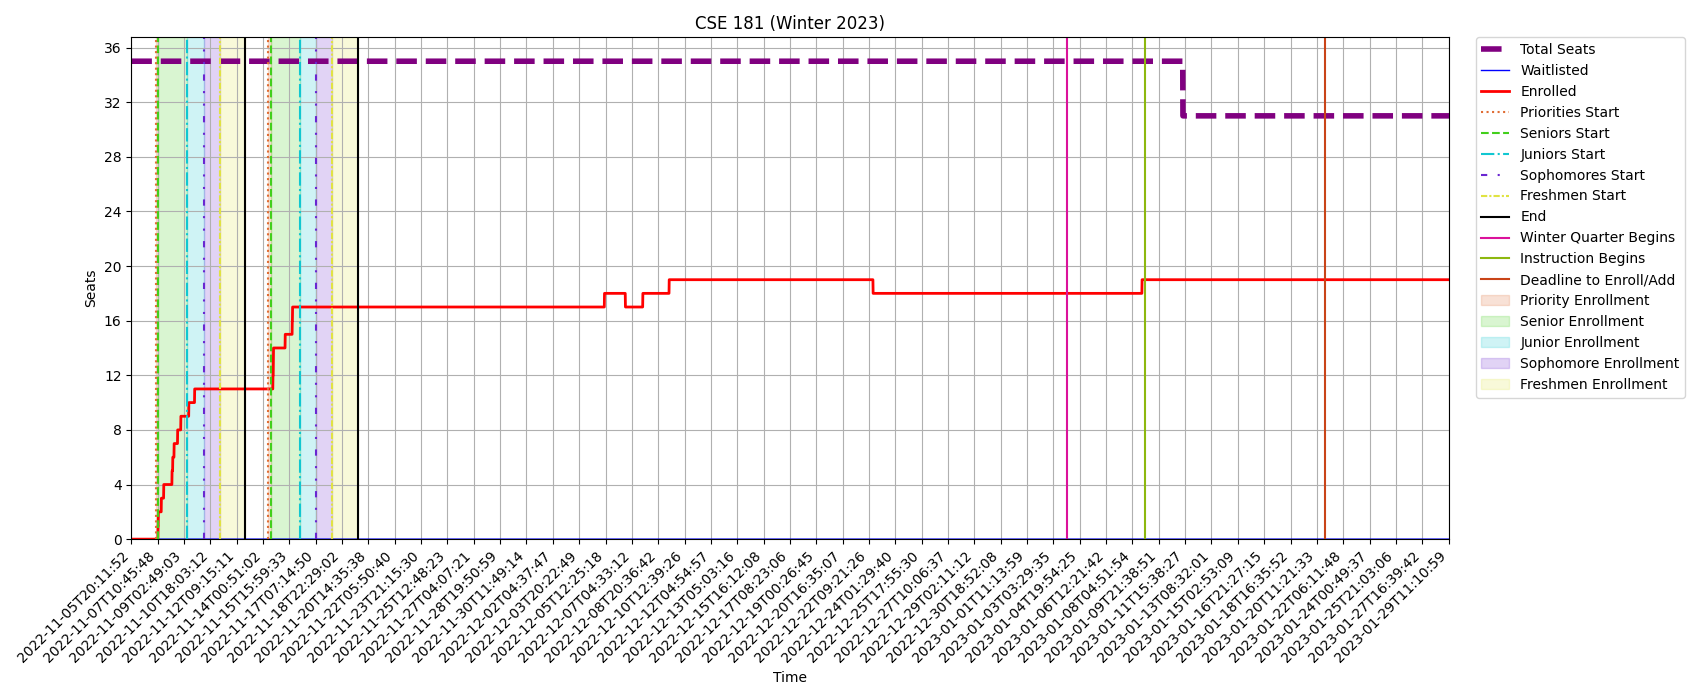 CSE 181 (Winter 2023)
36
32
28
24
20
16
12
8
4
0
Seats
2022-11-05T20:11:52
2022-11-07T10:45:48
2022-11-09T02:49:03
2022-11-10T18:03:12
2022-11-12T09:15:11
2022-11-14T00:51:02
2022-11-15T15:59:33
2022-11-17T07:14:50
2022-11-18T22:29:02
2022-11-20T14:35:38
2022-11-22T05:50:40
2022-11-23T21:15:30
2022-11-25T12:48:23
2022-11-27T04:07:21
2022-11-28T19:50:59
2022-11-30T11:49:14
2022-12-02T04:37:47
2022-12-03T20:22:49
2022-12-05T12:25:18
2022-12-07T04:33:12
2022-12-08T20:36:42
2022-12-10T12:39:26
2022-12-12T04:54:57
2022-12-13T05:03:16
2022-12-15T16:12:08
2022-12-17T08:23:06
2022-12-19T00:26:45
2022-12-20T16:35:07
2022-12-22T09:21:26
2022-12-24T01:29:40
2022-12-25T17:55:30
2022-12-27T10:06:37
2022-12-29T02:11:12
2022-12-30T18:52:08
2023-01-01T11:13:59
2023-01-03T03:29:35
2023-01-04T19:54:25
2023-01-06T12:21:42
2023-01-08T04:51:54
2023-01-09T21:38:51
2023-01-11T15:38:27
2023-01-13T08:32:01
2023-01-15T02:53:09
2023-01-16T21:27:15
2023-01-18T16:35:52
2023-01-20T11:21:33
2023-01-22T06:11:48
2023-01-24T00:49:37
2023-01-25T21:03:06
2023-01-27T16:39:42
2023-01-29T11:10:59
Time
Total Seats
Waitlisted
Enrolled
Priorities Start
Seniors Start
Juniors Start
Sophomores Start
Freshmen Start
End
Winter Quarter Begins
Instruction Begins
Deadline to Enroll/Add
Priority Enrollment
Senior Enrollment
Junior Enrollment
Sophomore Enrollment
Freshmen Enrollment